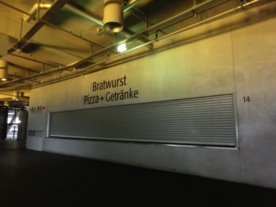 Bratwurst
Pizza + Getränke
14